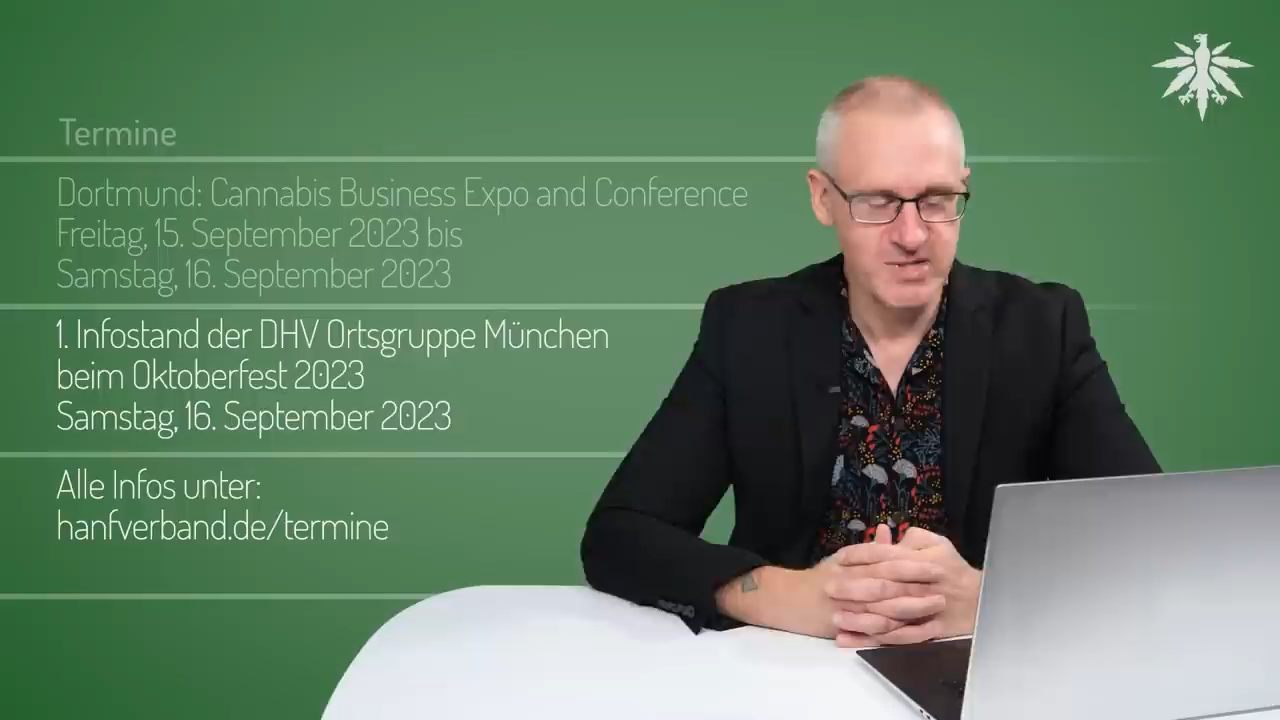 Termine
Dortmund: Cannabis Business Expo and Conference
Freitag, 15. September 2023 bis
Samstag, 16. September 2023
1. Infostand der DHV Ortsgruppe München
beim Oktoberfest 2023
Samstag, 16. September 2023
Alle Infos unter:
hanfverband.de/termine